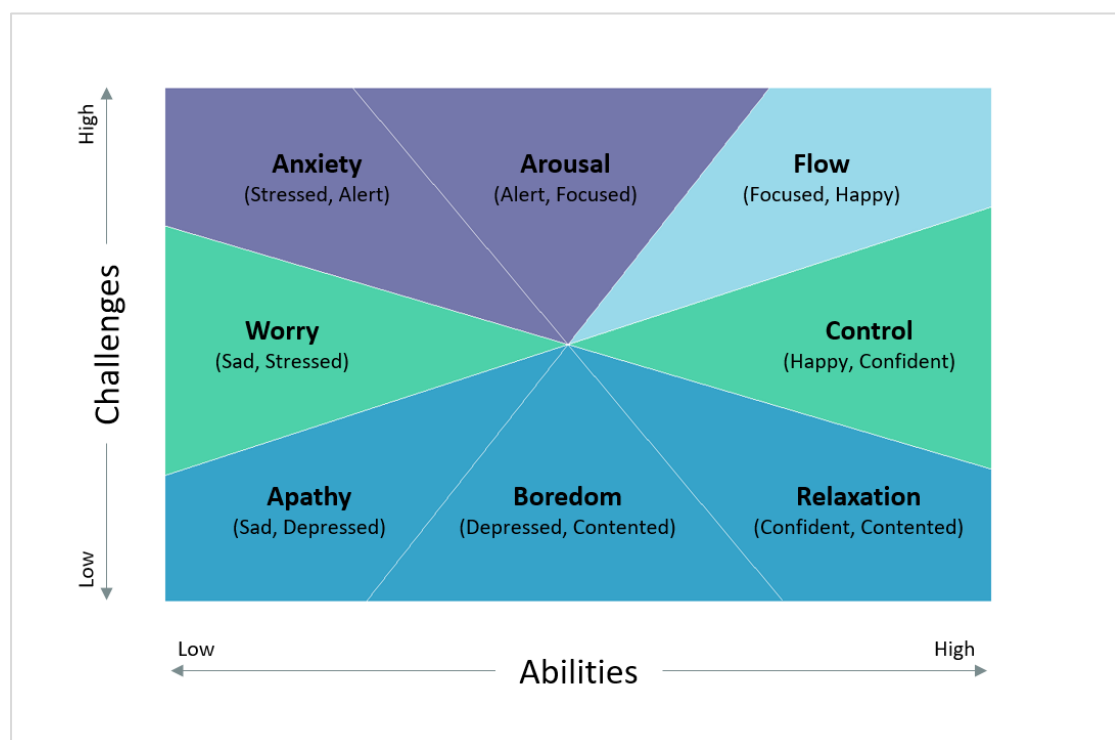 High
Challenges
Low
Anxiety
(Stressed, Alert)
Arousal
(Alert, Focused)
Flow
(Focused, Happy)
Worry
(Sad, Stressed)
Control
(Happy, Confident)
Apathy
(Sad, Depressed)
Boredom
(Depressed, Contented)
Relaxation
(Confident, Contented)
Low
Abilities
High